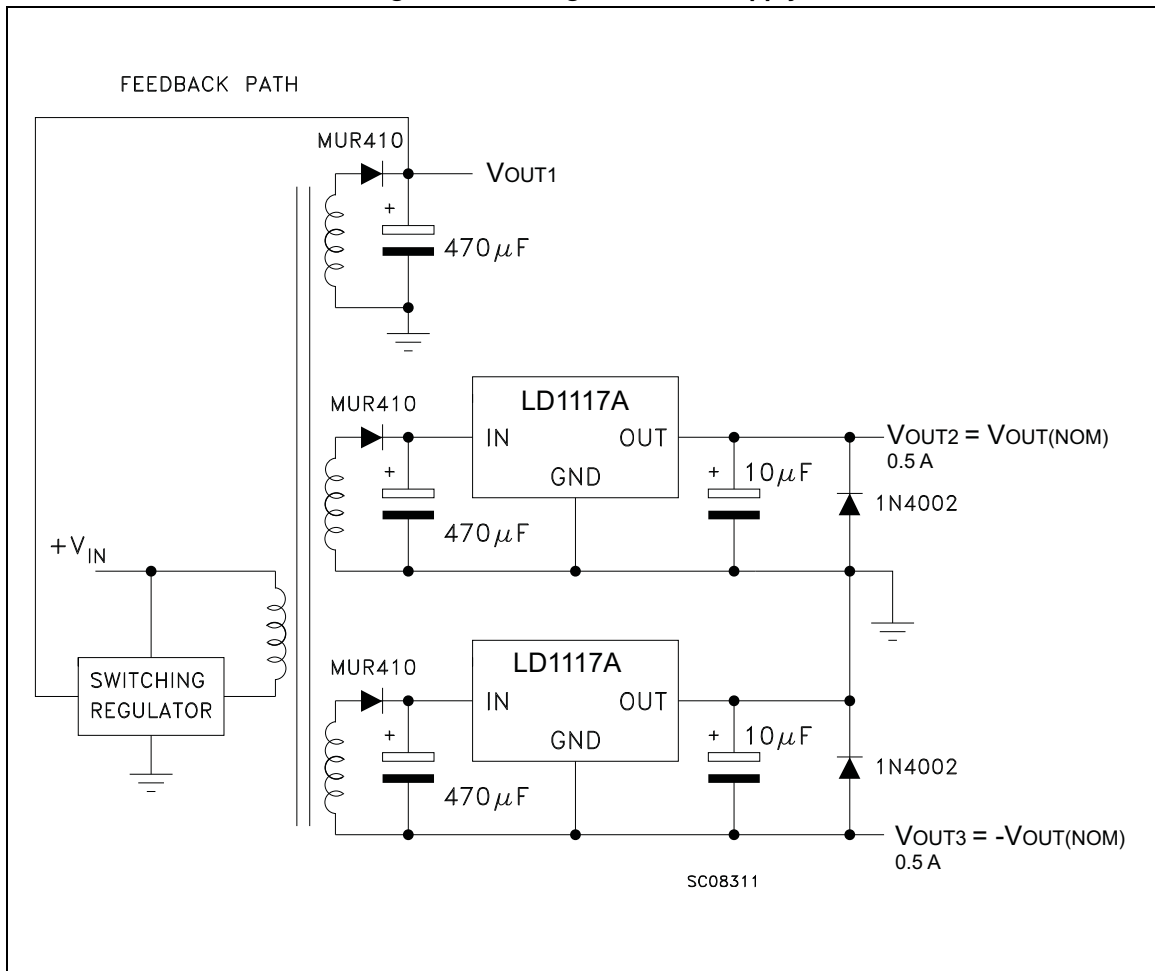 FEEDBACK PATH
MUR410
VOUT1
+
470μF
MUR410
LD1117A
IN OUT
GND
+
470μF
+
10μF
VOUT2 = VOUT(NOM)
0.5 A
1N4002
+VIN
SWITCHING
REGULATOR
MUR410
LD1117A
IN OUT
GND
+
470μF
+
10μF
1N4002
VOUT3 = -VOUT(NOM)
0.5 A
SC08311